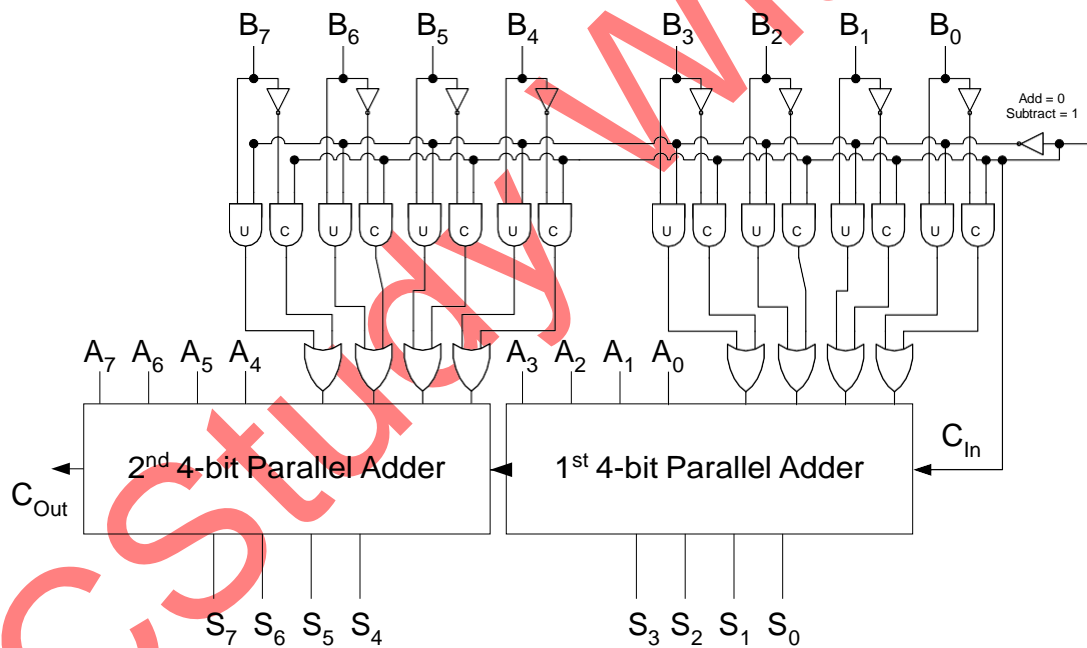 B7 B6 B5 B4 B3 B2 B1 B0
Add = 0
Subtract = 1
U C U C U C U C U C U C U C U C
A7 A6 A5 A4 A3 A2 A1 A0
CIn
2nd 4-bit Parallel Adder
1st 4-bit Parallel Adder
COut
S7 S6 S5 S4 S3 S2 S1 S0
CStudy